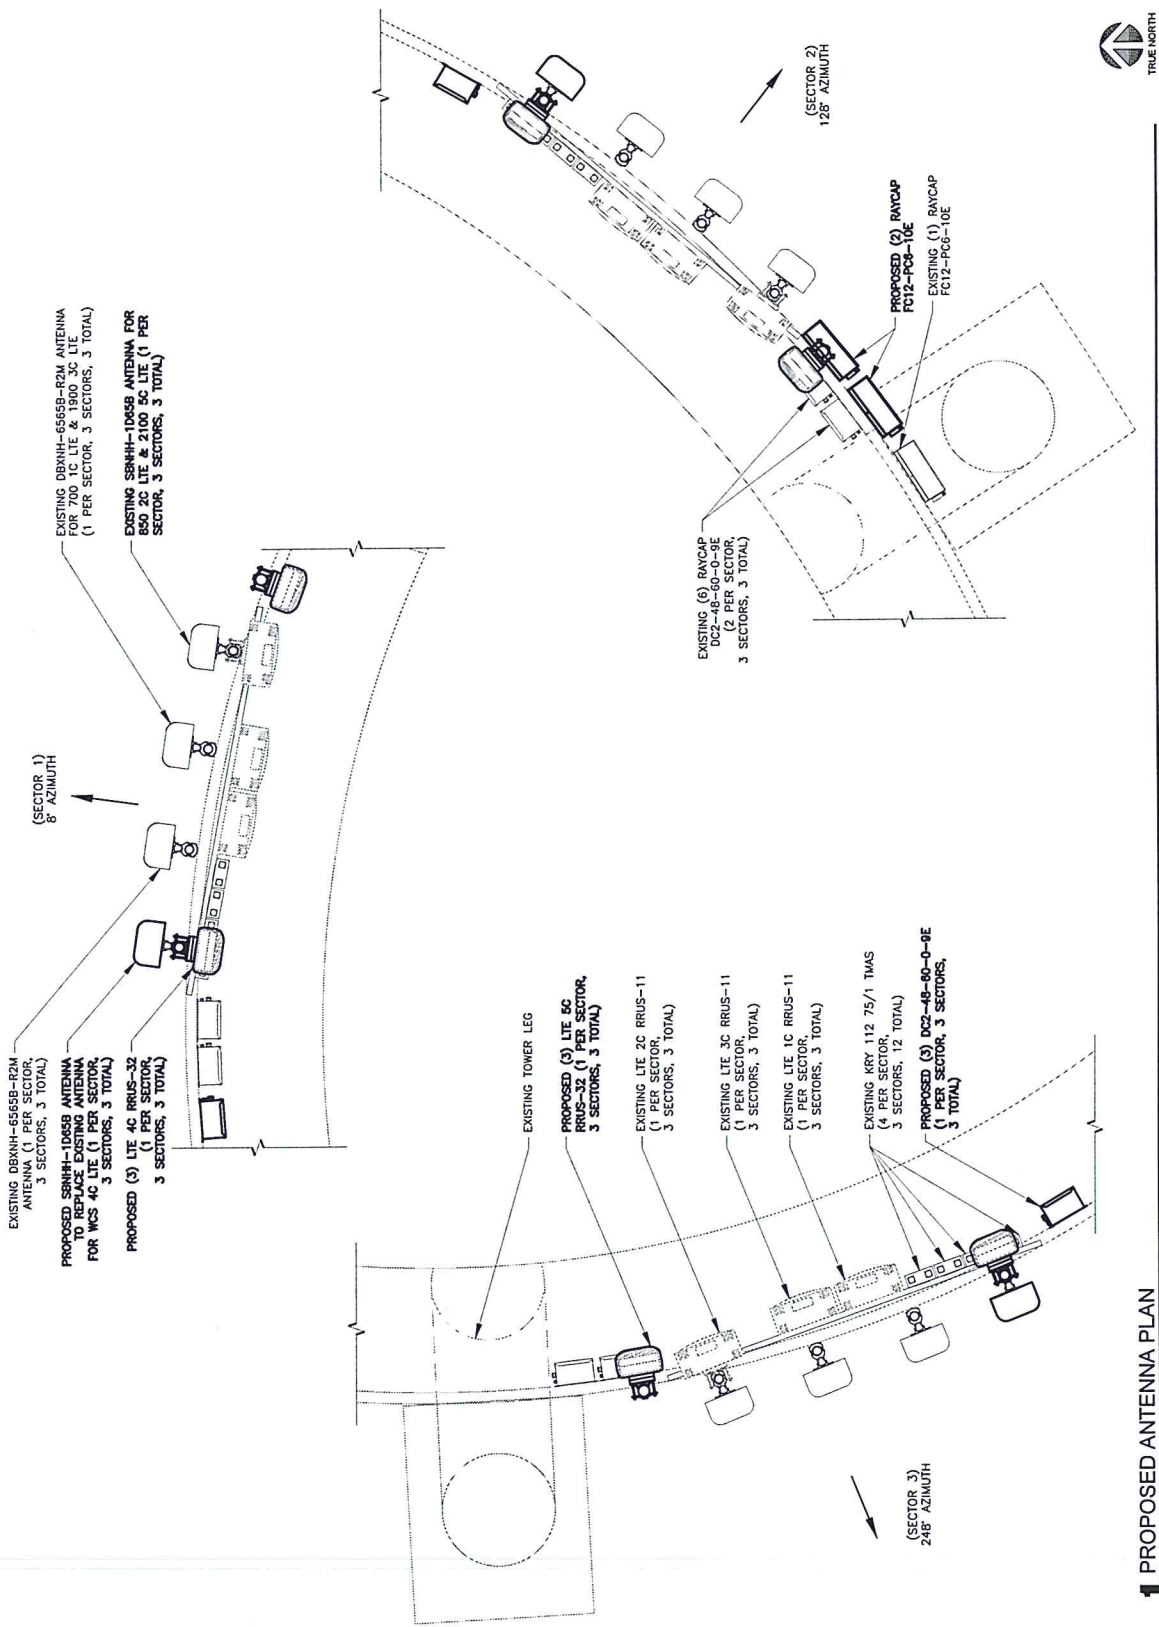 EXISTING DBXNH-6565B-R2M
ANTENNA (1 PER SECTOR,
3 SECTORS, 3 TOTAL)
PROPOSED SBNHH-1D65B ANTENNA
TO REPLACE EXISTING ANTENNA
FOR WCS 4C LTE (1 PER SECTOR,
3 SECTORS, 3 TOTAL)
PROPOSED (3) LTE 4C RRUS-32
(1 PER SECTOR,
3 SECTORS, 3 TOTAL)
(SECTOR 1)
8° AZIMUTH
EXISTING DBXNH-6565B-R2M ANTENNA
FOR 700 1C LTE & 1900 3C LTE
(1 PER SECTOR, 3 SECTORS, 3 TOTAL)
EXISTING SBNHH-1D65B ANTENNA FOR
850 2C LTE & 2100 5C LTE (1 PER
SECTOR, 3 SECTORS, 3 TOTAL)
EXISTING TOWER LEG
PROPOSED (3) LTE 5C
RRUS-32 (1 PER SECTOR,
3 SECTORS, 3 TOTAL)
EXISTING LTE 2C RRUS-11
(1 PER SECTOR,
3 SECTORS, 3 TOTAL)
EXISTING LTE 3C RRUS-11
(1 PER SECTOR,
3 SECTORS, 3 TOTAL)
EXISTING LTE 1C RRUS-11
(1 PER SECTOR,
3 SECTORS, 3 TOTAL)
EXISTING KRY 112 75/1 TMAS
(4 PER SECTOR,
3 SECTORS, 12 TOTAL)
PROPOSED (3) DC2-48-60-0-9E
(1 PER SECTOR, 3 SECTORS,
3 TOTAL)
(SECTOR 3)
248° AZIMUTH
EXISTING (6) RAYCAP
DC2-48-60-0-9E
(2 PER SECTOR,
3 SECTORS, 3 TOTAL)
(SECTOR 2)
128° AZIMUTH
PROPOSED (2) RAYCAP
FC12-PC6-10E
EXISTING (1) RAYCAP
FC12-PC6-10E
1 PROPOSED ANTENNA PLAN
TRUE NORTH